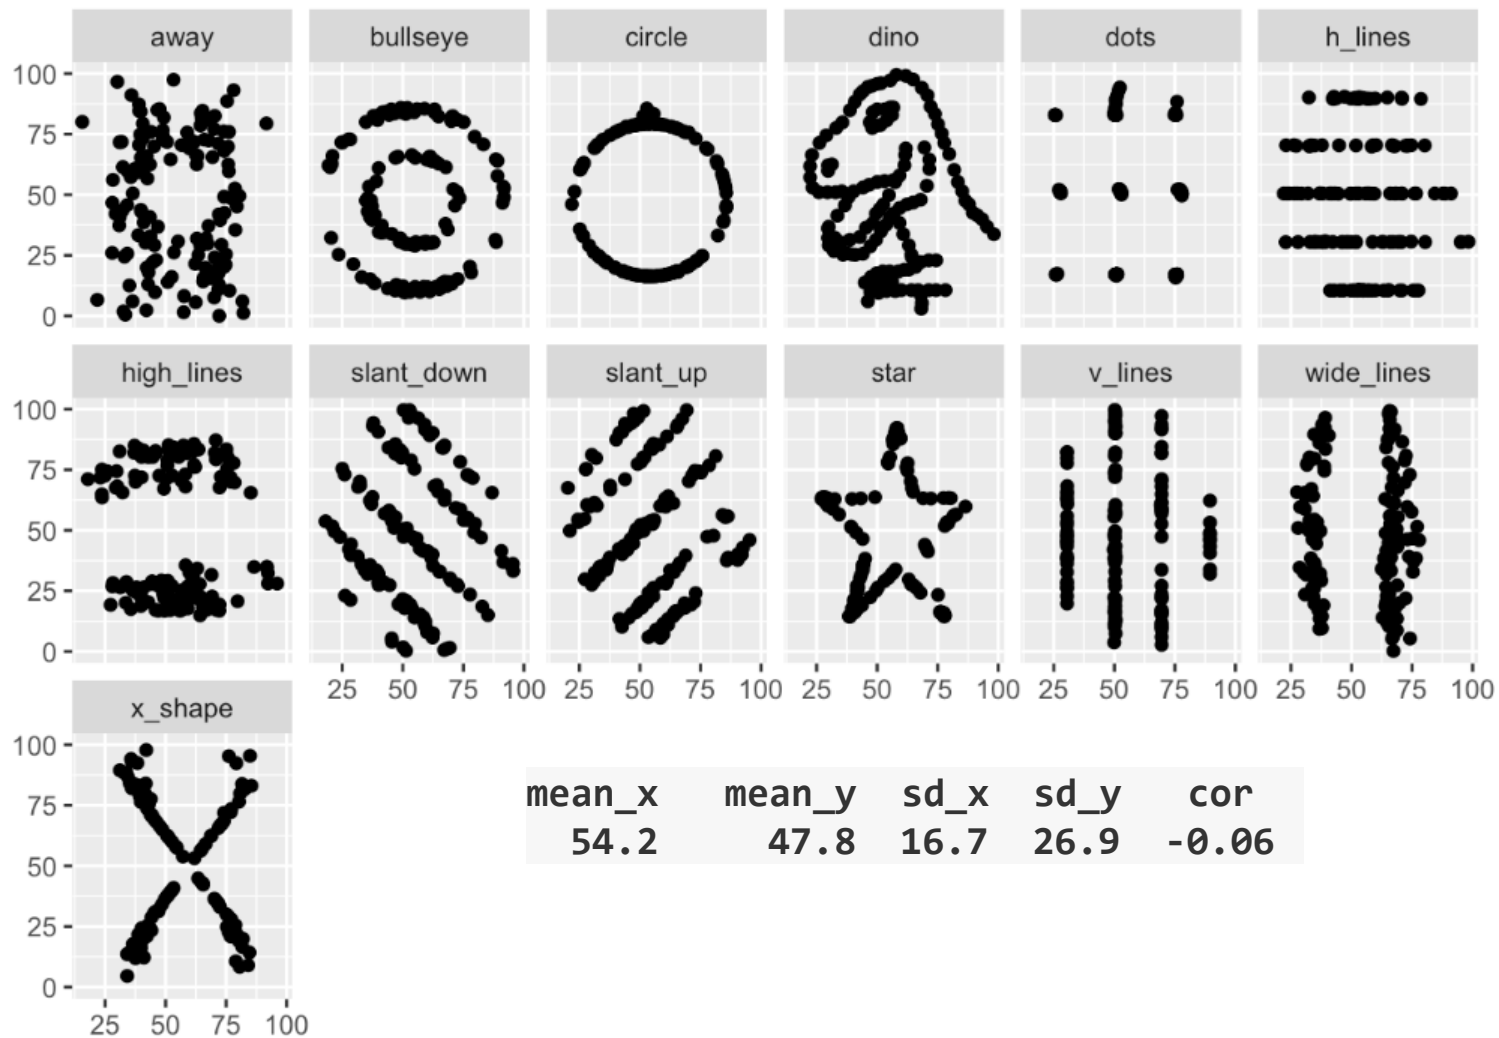 away bullseye circle dino dots h_lines
100
75
50
25
0
high_lines slant_down slant_up star v_lines wide_lines
100
75
50
25
0
25 50 75 100 25 50 75 100 25 50 75 100 25 50 75 100 25 50 75 100
x_shape
100
75
50
25
0
25 50 75 100
mean_x mean_y sd_x sd_y cor
54.2 47.8 16.7 26.9 -0.06